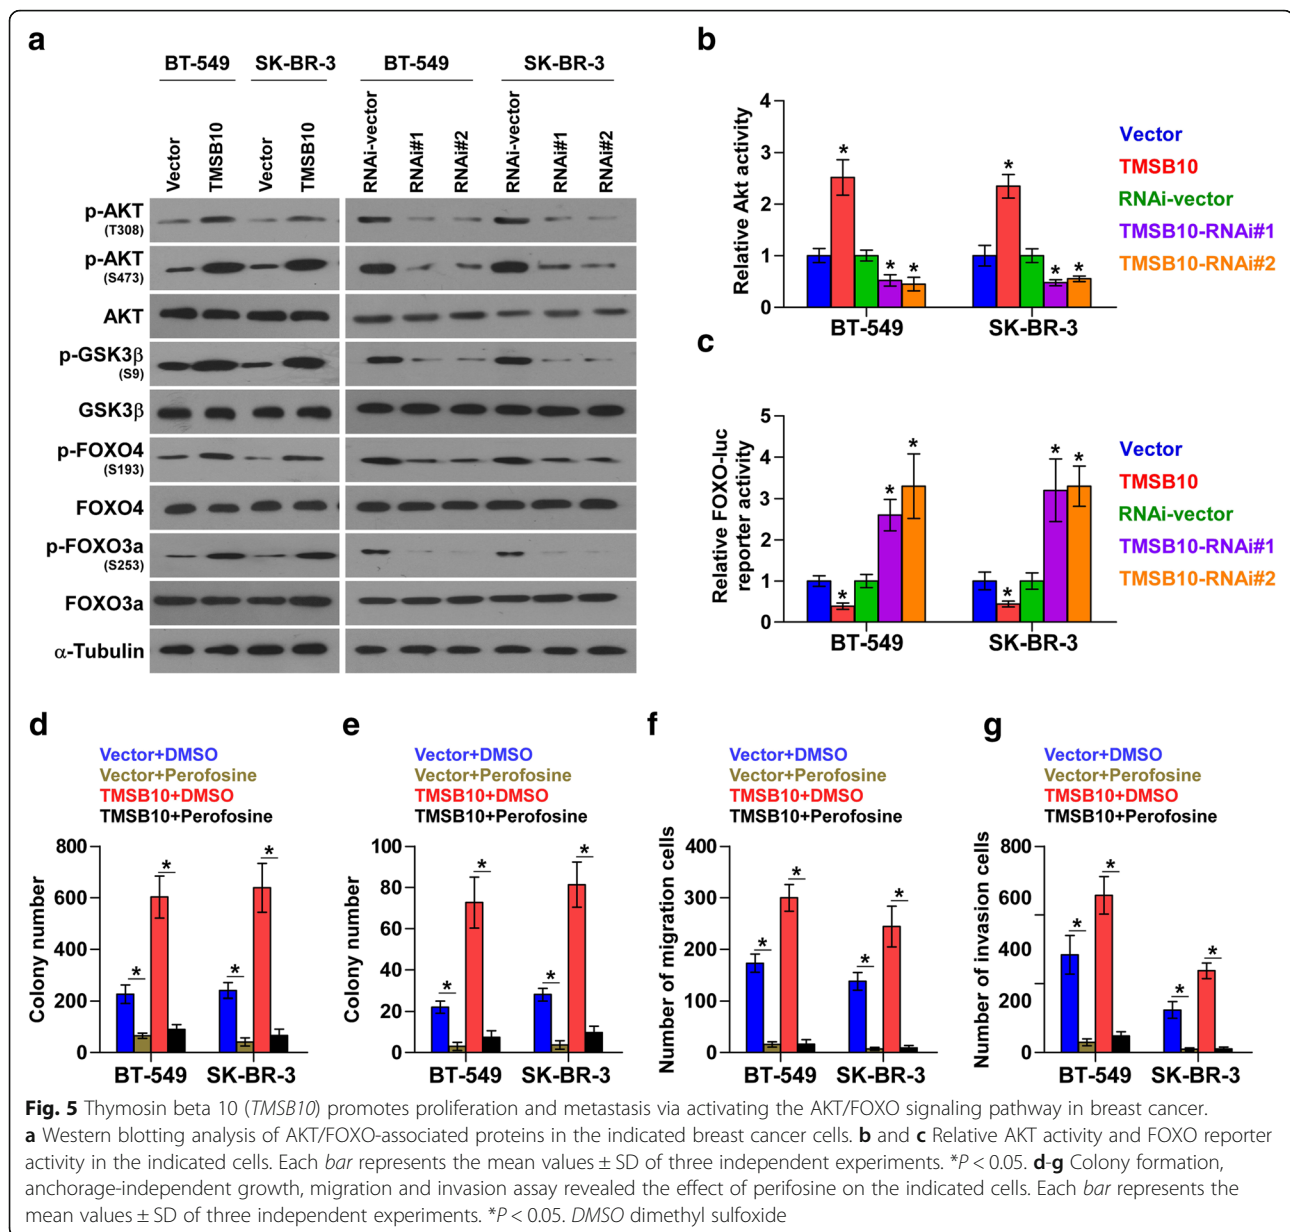 a
BT-549 SK-BR-3 BT-549 SK-BR-3
Vector TMSB10 Vector TMSB10 RNAi-vector RNAi#1 RNAi#2 RNAi-vector RNAi#1 RNAi#2
p-AKT
(T308)
p-AKT
(S473)
AKT
p-GSK3β
(S9)
GSK3β
p-FOXO4
(S193)
FOXO4
p-FOXO3a
(S253)
FOXO3a
α-Tubulin
b
Relative Akt activity
4
3
2
1
0
BT-549 SK-BR-3
* * * * * *
Vector
TMSB10
RNAi-vector
TMSB10-RNAi#1
TMSB10-RNAi#2
c
Relative FOXO-luc
reporter activity
5
4
3
2
1
0
BT-549 SK-BR-3
* * * * * *
Vector
TMSB10
RNAi-vector
TMSB10-RNAi#1
TMSB10-RNAi#2
d
Vector+DMSO
Vector+Perofosine
TMSB10+DMSO
TMSB10+Perofosine
Colony number
800
600
400
200
0
* * * *
BT-549 SK-BR-3
e
Vector+DMSO
Vector+Perofosine
TMSB10+DMSO
TMSB10+Perofosine
Colony number
100
80
60
40
20
0
* * * *
BT-549 SK-BR-3
f
Vector+DMSO
Vector+Perofosine
TMSB10+DMSO
TMSB10+Perofosine
Number of migration cells
400
300
200
100
0
* * * *
BT-549 SK-BR-3
g
Vector+DMSO
Vector+Perofosine
TMSB10+DMSO
TMSB10+Perofosine
Number of invasion cells
800
600
400
200
0
* * * *
BT-549 SK-BR-3
Fig. 5 Thymosin beta 10 (TMSB10) promotes proliferation and metastasis via activating the AKT/FOXO signaling pathway in breast cancer.
a Western blotting analysis of AKT/FOXO-associated proteins in the indicated breast cancer cells. b and c Relative AKT activity and FOXO reporter
activity in the indicated cells. Each bar represents the mean values ± SD of three independent experiments. *P < 0.05. d-g Colony formation,
anchorage-independent growth, migration and invasion assay revealed the effect of perifosine on the indicated cells. Each bar represents the
mean values ± SD of three independent experiments. *P < 0.05. DMSO dimethyl sulfoxide